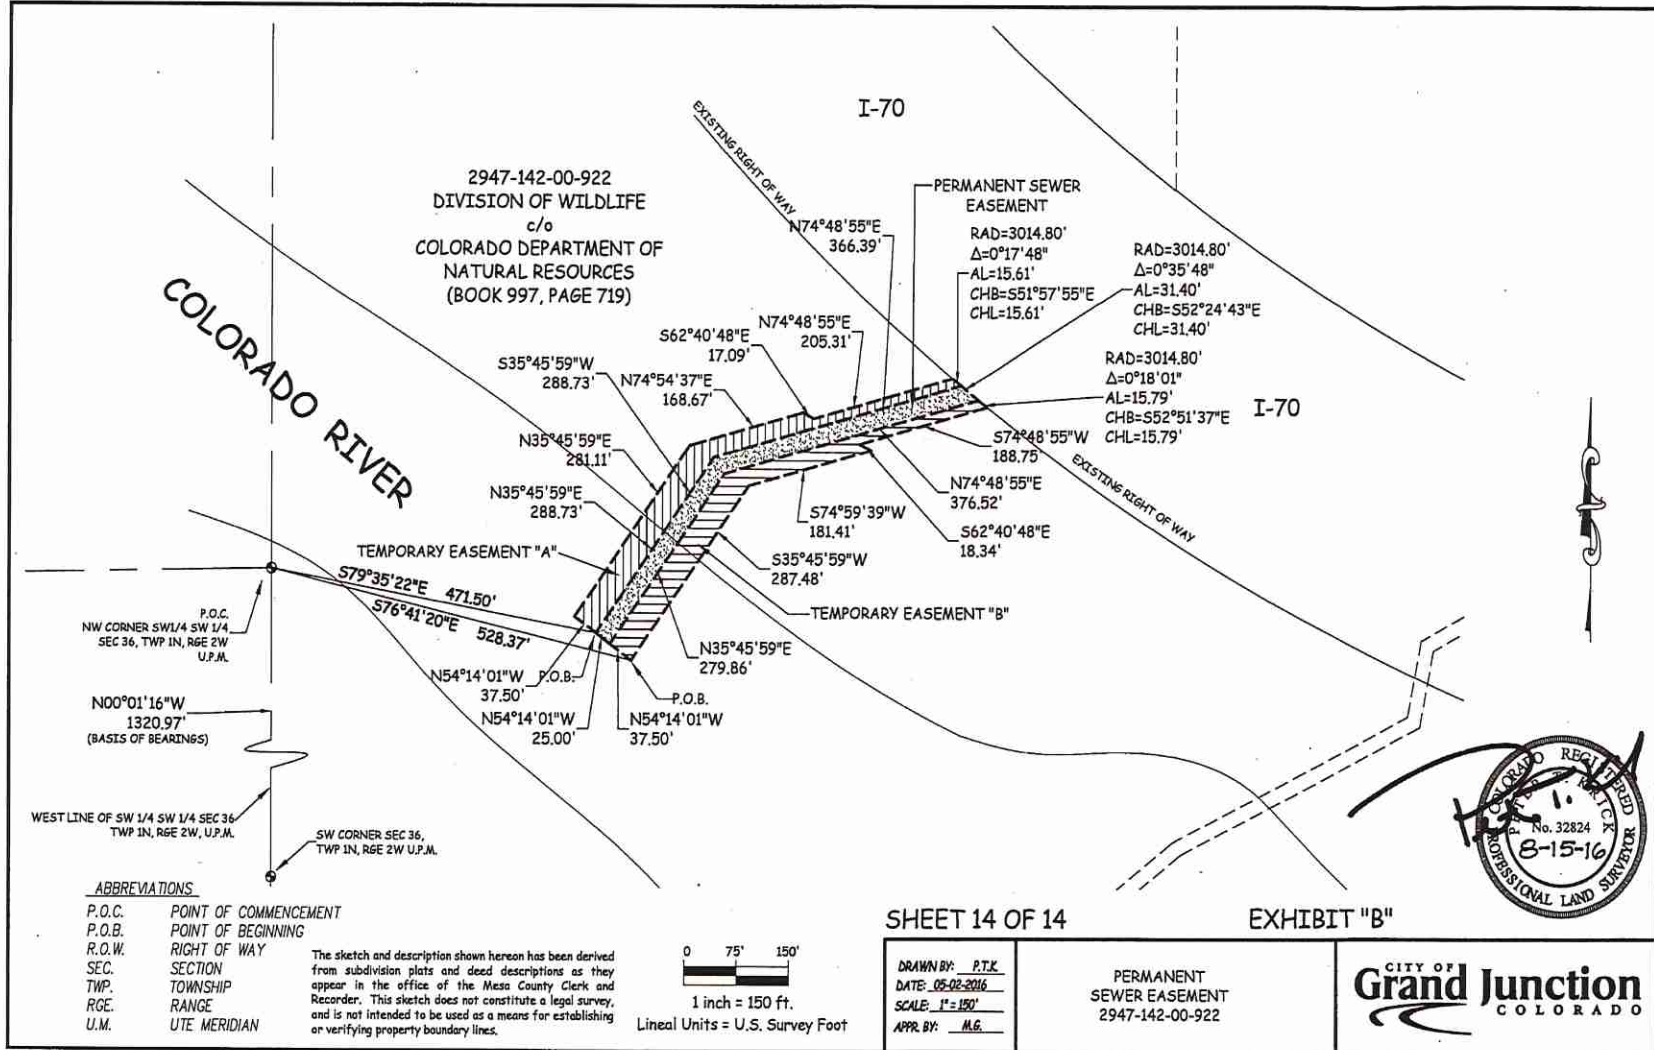 I-70
EXISTING RIGHT OF WAY
2947-142-00-922
DIVISION OF WILDLIFE
c/o
COLORADO DEPARTMENT OF
NATURAL RESOURCES
(BOOK 997, PAGE 719)
PERMANENT SEWER
EASEMENT
N74°48'55"E
366.39'
RAD=3014.80'
Δ=0°17'48"
AL=15.61'
CHB=S51°57'55"E
CHL=15.61'
RAD=3014.80'
Δ=0°35'48"
AL=31.40'
CHB=S52°24'43"E
CHL=31.40'
COLORADO RIVER
N74°48'55"E
205.31'
S62°40'48"E
17.09'
S35°45'59"W
288.73'
N74°54'37"E
168.67'
RAD=3014.80'
Δ=0°18'01"
AL=15.79'
CHB=S52°51'37"E
CHL=15.79'
I-70
N35°45'59"E
281.11'
S74°48'55"W
188.75'
EXISTING RIGHT OF WAY
N35°45'59"E
288.73'
N74°48'55"E
376.52'
S74°59'39"W
181.41'
S62°40'48"E
18.34'
TEMPORARY EASEMENT "A"
S35°45'59"W
287.48'
S79°35'22"E 471.50'
S76°41'20"E 528.37'
TEMPORARY EASEMENT "B"
P.O.C.
NW CORNER SW1/4 SW 1/4
SEC 36, TWP 1N, RGE 2W
U.P.M.
N35°45'59"E
279.86'
N54°14'01"W
37.50'
P.O.B.
P.O.B.
N00°01'16"W
1320.97'
(BASIS OF BEARINGS)
N54°14'01"W
25.00'
N54°14'01"W
37.50'
WEST LINE OF SW 1/4 SW 1/4 SEC 36
TWP 1N, RGE 2W, U.P.M.
SW CORNER SEC 36,
TWP 1N, RGE 2W U.P.M.
COLORADO REGISTERED
PETER T. KRICK
No. 32824
8-15-16
PROFESSIONAL LAND SURVEYOR
ABBREVIATIONS
P.O.C. POINT OF COMMENCEMENT
P.O.B. POINT OF BEGINNING
R.O.W. RIGHT OF WAY
SEC. SECTION
TWP. TOWNSHIP
RGE. RANGE
U.M. UTE MERIDIAN
The sketch and description shown hereon has been derived
from subdivision plats and deed descriptions as they
appear in the office of the Mesa County Clerk and
Recorder. This sketch does not constitute a legal survey,
and is not intended to be used as a means for establishing
or verifying property boundary lines.
0 75' 150'
1 inch = 150 ft.
Lineal Units = U.S. Survey Foot
SHEET 14 OF 14
EXHIBIT "B"
DRAWN BY: P.T.K.
DATE: 05-02-2016
SCALE: 1" = 150'
APPR. BY: M.G.
PERMANENT
SEWER EASEMENT
2947-142-00-922
CITY OF
Grand Junction
COLORADO